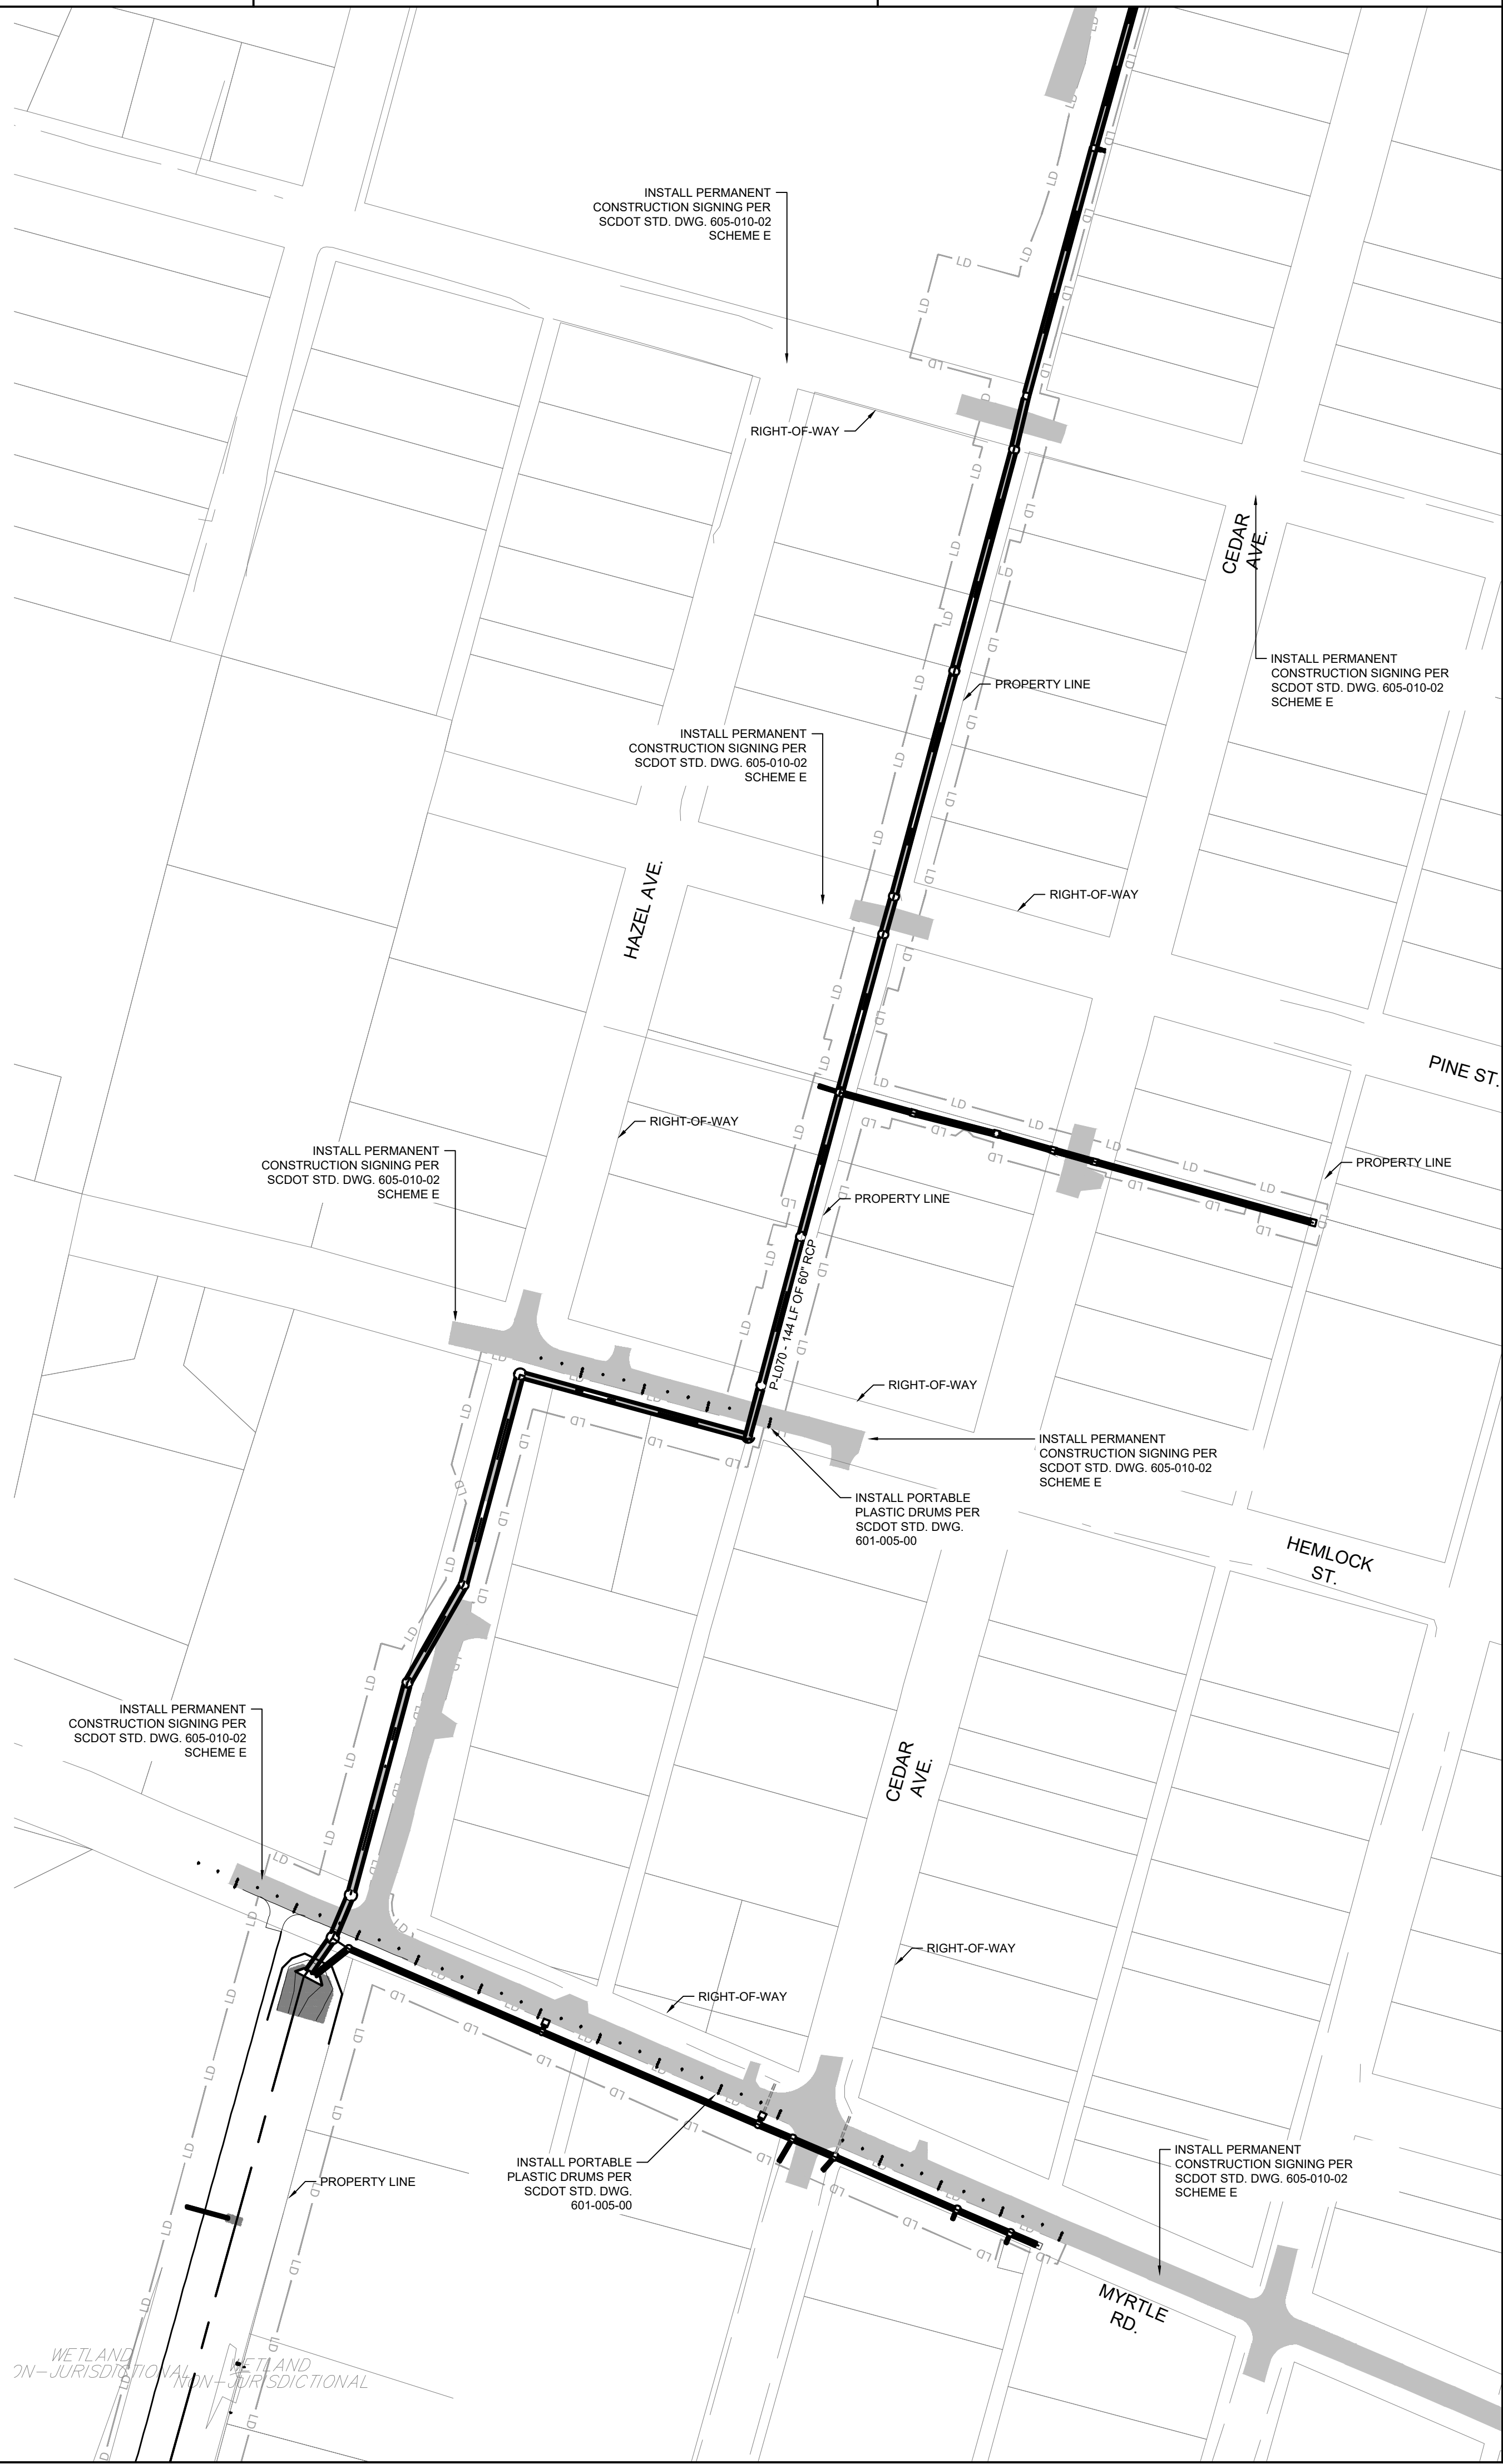 INSTALL PERMANENT
CONSTRUCTION SIGNING PER
SCDOT STD. DWG. 605-010-02
SCHEME E
RIGHT-OF-WAY
CEDAR
AVE.
INSTALL PERMANENT
CONSTRUCTION SIGNING PER
SCDOT STD. DWG. 605-010-02
SCHEME E
PROPERTY LINE
INSTALL PERMANENT
CONSTRUCTION SIGNING PER
SCDOT STD. DWG. 605-010-02
SCHEME E
HAZEL AVE.
RIGHT-OF-WAY
PINE ST.
RIGHT-OF-WAY
INSTALL PERMANENT
CONSTRUCTION SIGNING PER
SCDOT STD. DWG. 605-010-02
SCHEME E
PROPERTY LINE
PROPERTY LINE
P-L070 - 144 LF OF 60" RCP
RIGHT-OF-WAY
INSTALL PERMANENT
CONSTRUCTION SIGNING PER
SCDOT STD. DWG. 605-010-02
SCHEME E
INSTALL PORTABLE
PLASTIC DRUMS PER
SCDOT STD. DWG.
601-005-00
HEMLOCK
ST.
INSTALL PERMANENT
CONSTRUCTION SIGNING PER
SCDOT STD. DWG. 605-010-02
SCHEME E
CEDAR
AVE.
RIGHT-OF-WAY
RIGHT-OF-WAY
INSTALL PORTABLE
PLASTIC DRUMS PER
SCDOT STD. DWG.
601-005-00
PROPERTY LINE
INSTALL PERMANENT
CONSTRUCTION SIGNING PER
SCDOT STD. DWG. 605-010-02
SCHEME E
MYRTLE
RD.
WETLAND
ON-JURISDICTIONAL
WETLAND
NON-JURISDICTIONAL
LD